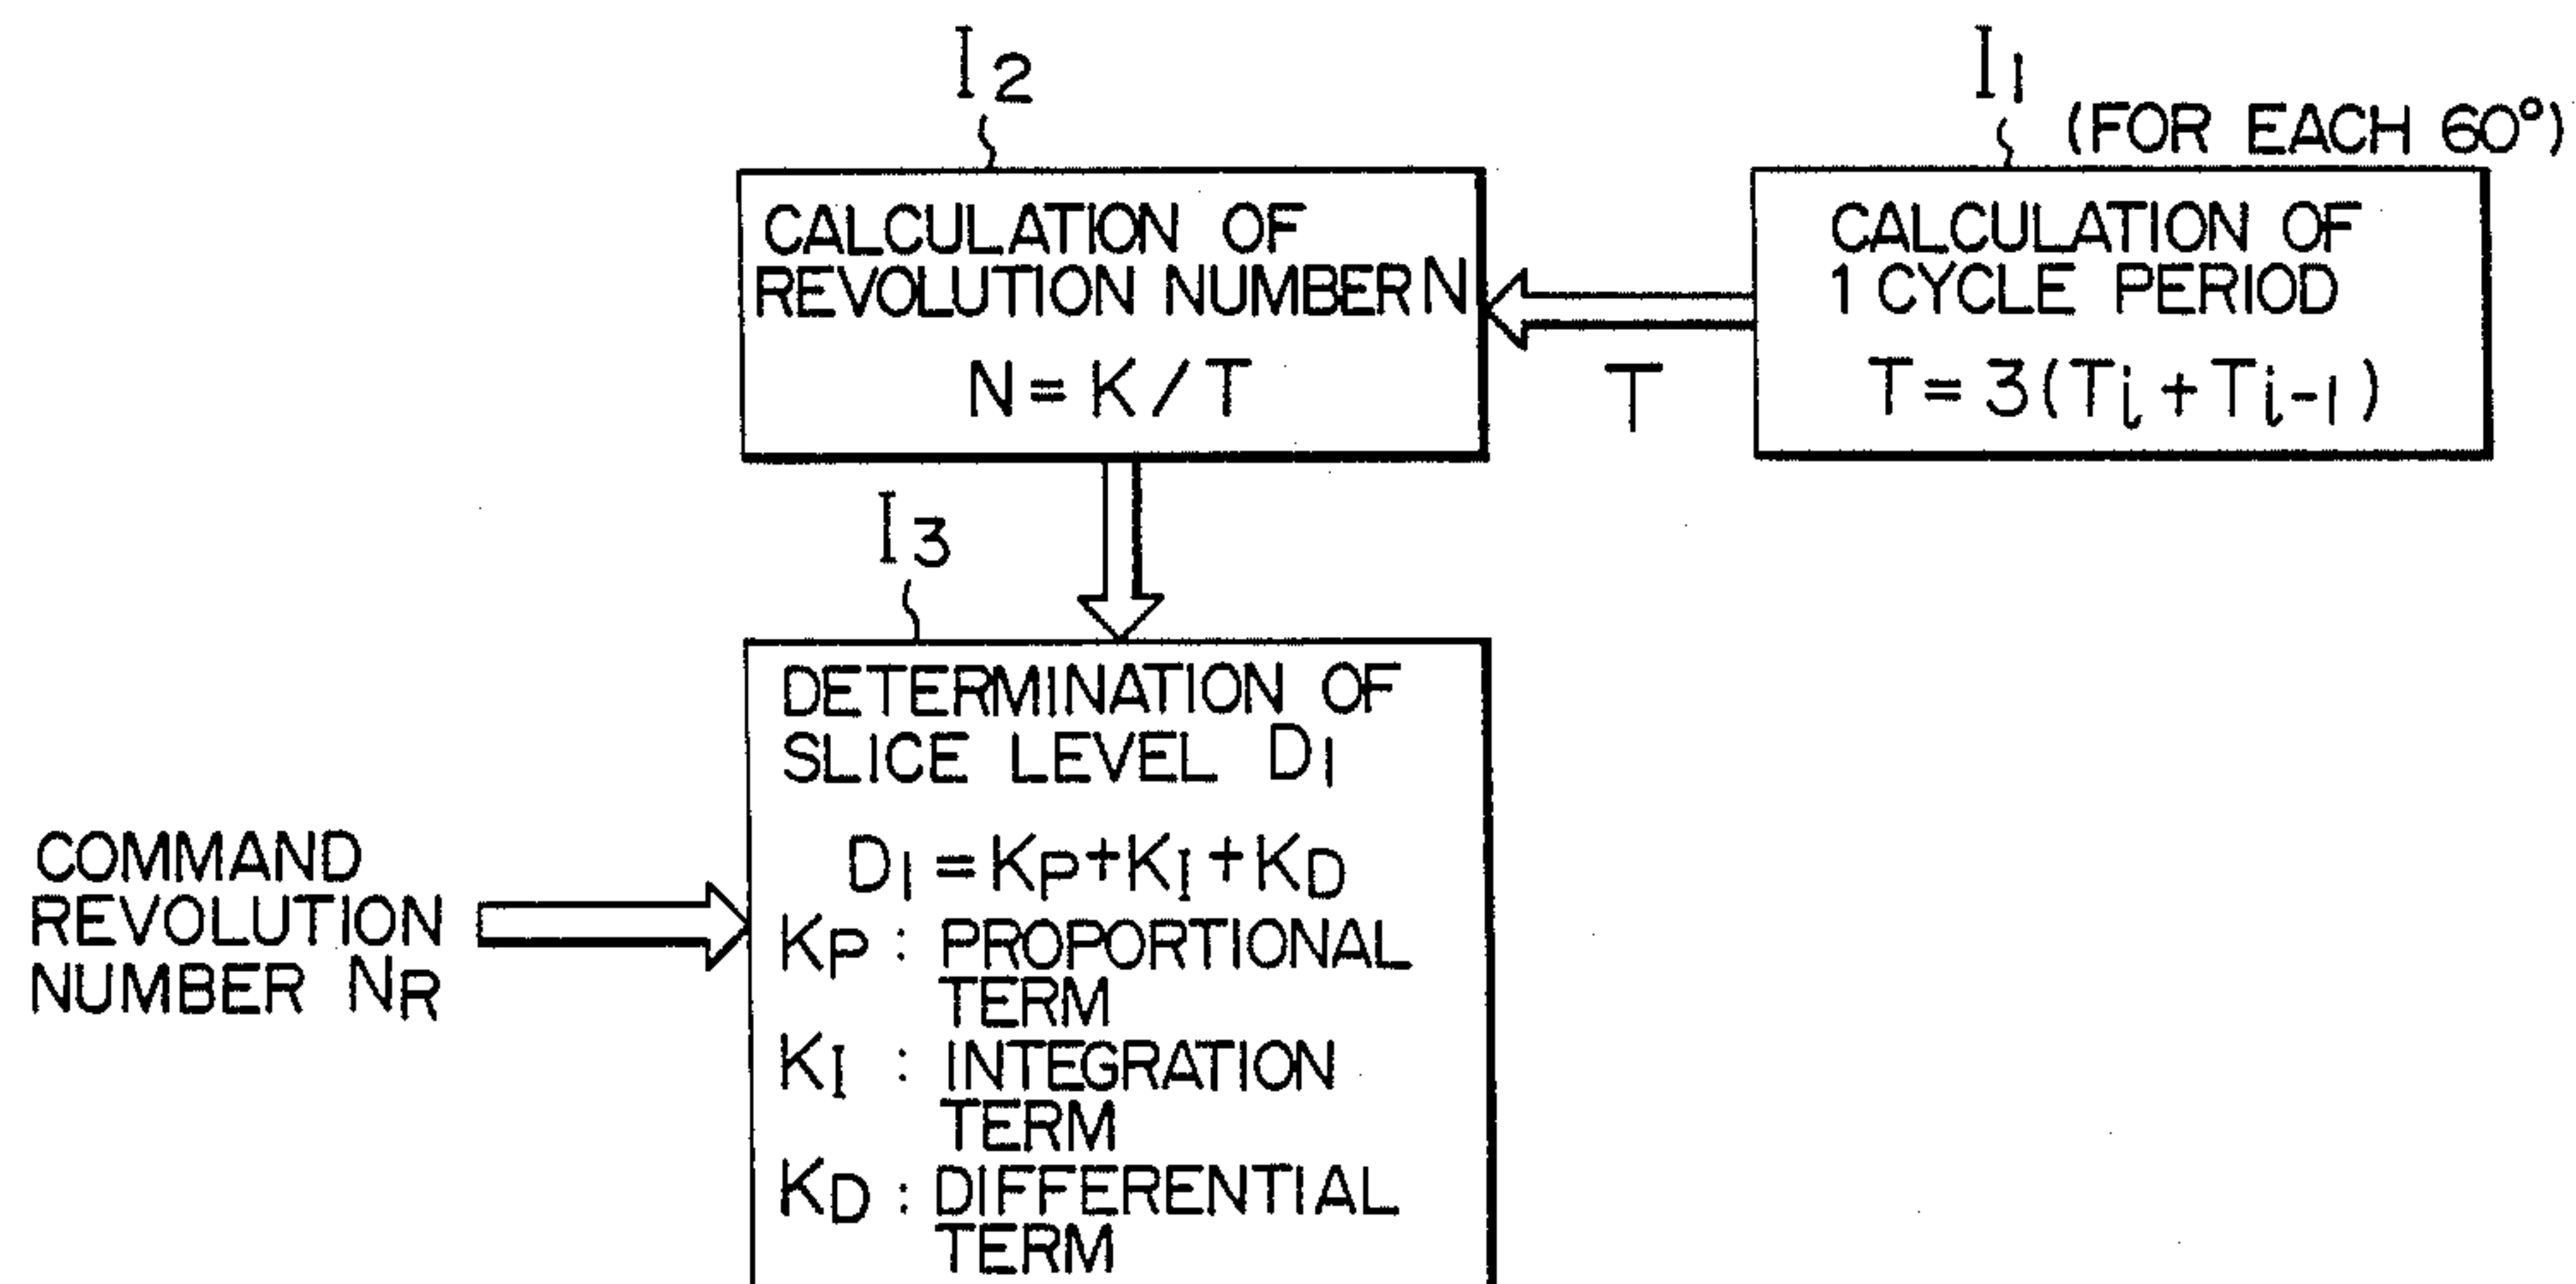 I2
CALCULATION OF
REVOLUTION NUMBER N
N = K / T
I1
(FOR EACH 60°)
CALCULATION OF
1 CYCLE PERIOD
T = 3 (Ti + Ti-1)
T
I3
DETERMINATION OF
SLICE LEVEL D1
D1 = KP + KI + KD
KP : PROPORTIONAL
TERM
KI : INTEGRATION
TERM
KD : DIFFERENTIAL
TERM
COMMAND
REVOLUTION
NUMBER NR